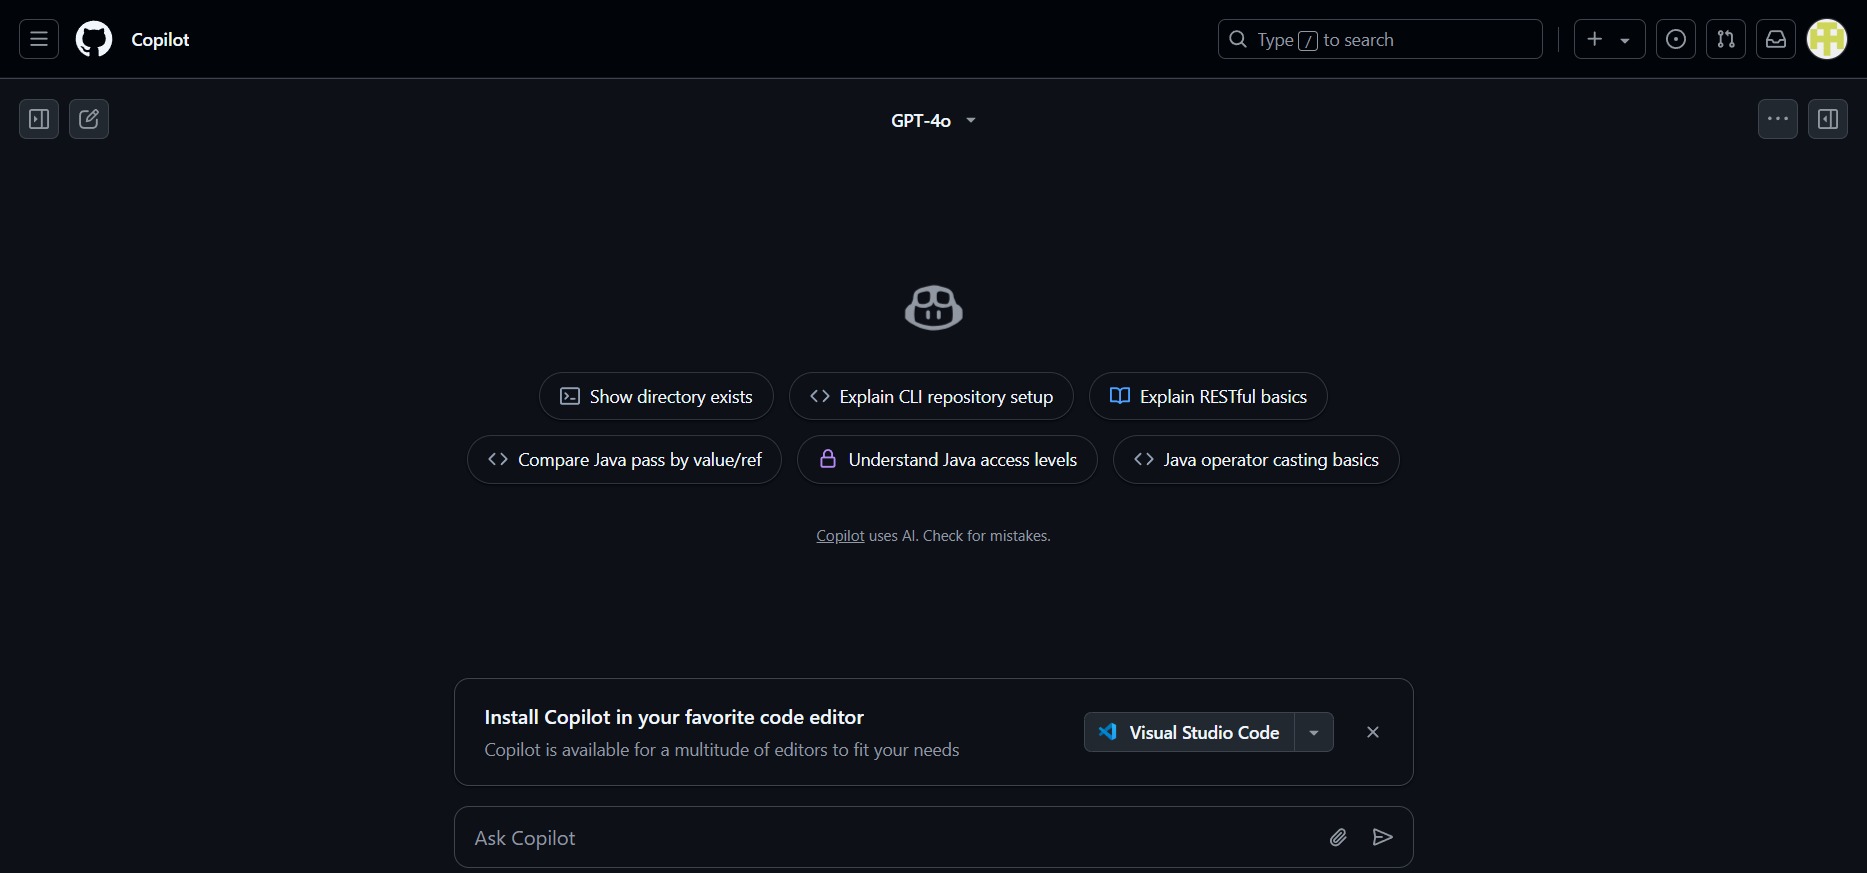 Copilot
Type / to search
GPT-4o
Show directory exists
Explain CLI repository setup
Explain RESTful basics
Compare Java pass by value/ref
Understand Java access levels
Java operator casting basics
Copilot uses AI. Check for mistakes.
Install Copilot in your favorite code editor
Copilot is available for a multitude of editors to fit your needs
Visual Studio Code
Ask Copilot